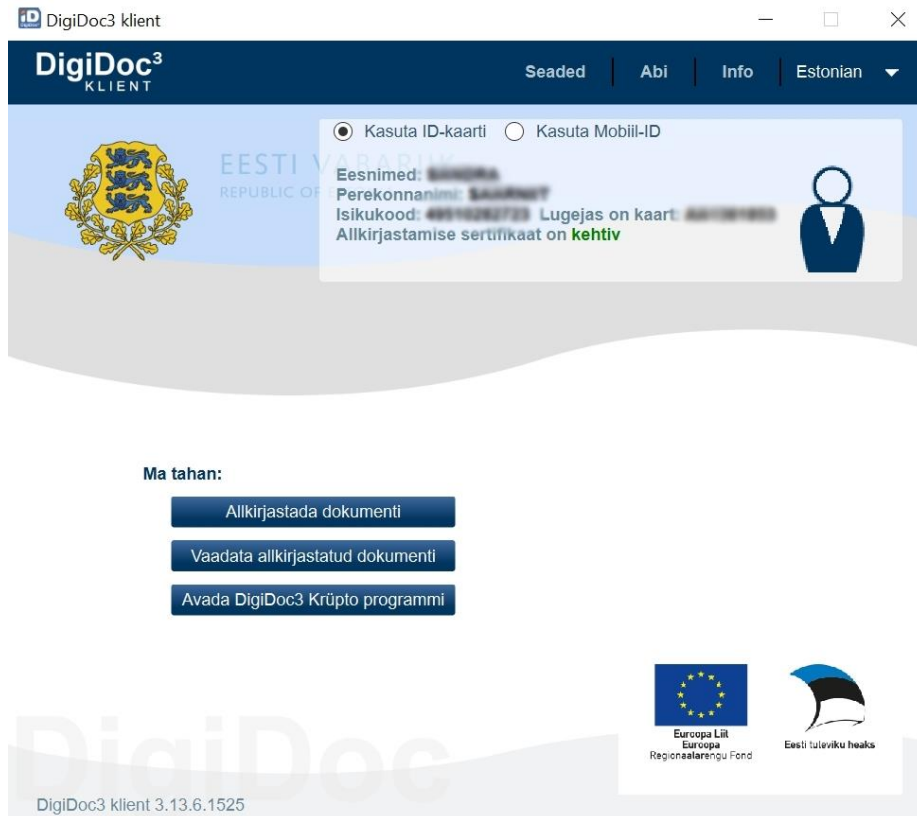 DigiDoc3 klient
DigiDoc³
KLIENT
Seaded Abi Info Estonian
Kasuta ID-kaarti Kasuta Mobiil-ID
EESTI VABARIIK
REPUBLIC OF
Eesnimed:
Perekonnanimi:
Isikukood: Lugejas on kaart:
Allkirjastamise sertifikaat on kehtiv
Ma tahan:
Allkirjastada dokumenti
Vaadata allkirjastatud dokumenti
Avada DigiDoc3 Krüpto programmi
Euroopa Liit
Euroopa
Regionaalarengu Fond
Eesti tuleviku heaks
DigiDoc
DigiDoc3 klient 3.13.6.1525